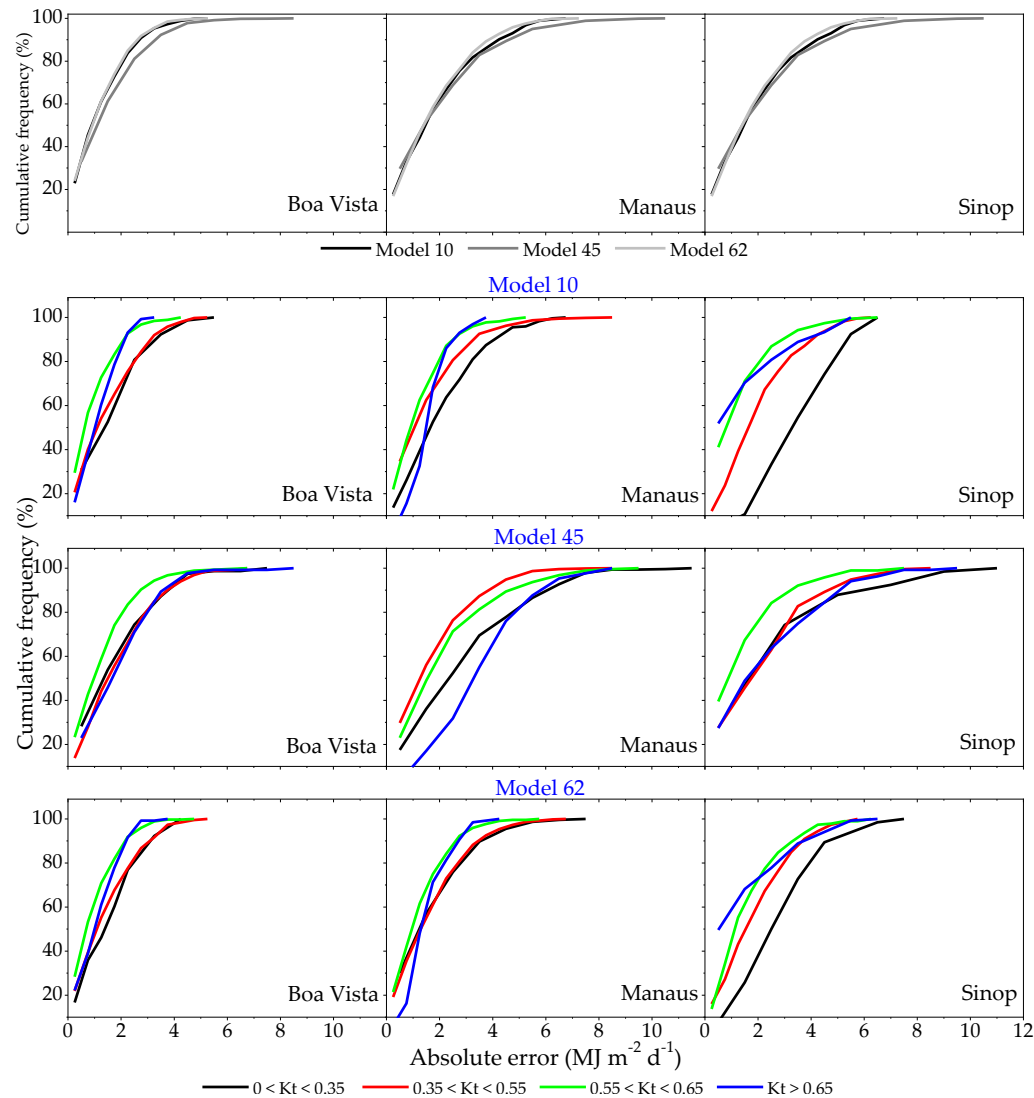 Cumulative frequency (%)
100
80
60
40
20
Boa Vista
Manaus
Sinop
Model 10
Model 45
Model 62
Model 10
Cumulative frequency (%)
100
80
60
40
20
Boa Vista
Manaus
Sinop
Model 45
100
80
60
40
20
Boa Vista
Manaus
Sinop
Model 62
100
80
60
40
20
Boa Vista
Manaus
Sinop
0 2 4 6 8 10 0 2 4 6 8 10 0 2 4 6 8 10 12
Absolute error (MJ m⁻² d⁻¹)
0 < Kt < 0.35
0.35 < Kt < 0.55
0.55 < Kt < 0.65
Kt > 0.65